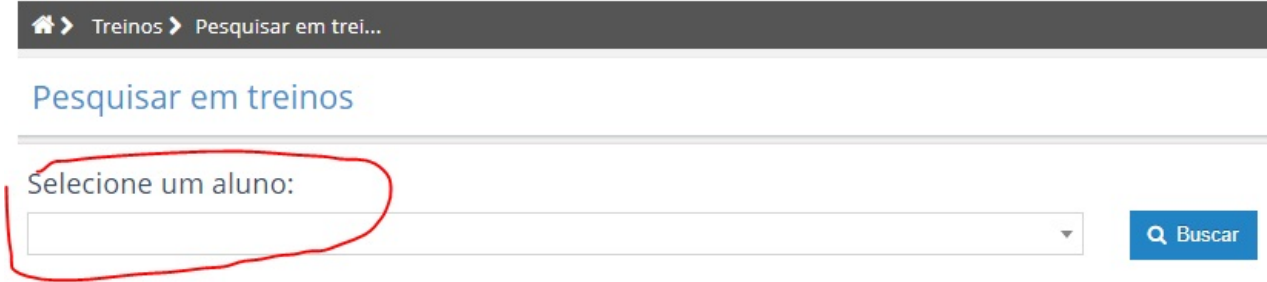 Treinos Pesquisar em trei...
Pesquisar em treinos
Selecione um aluno:
Buscar